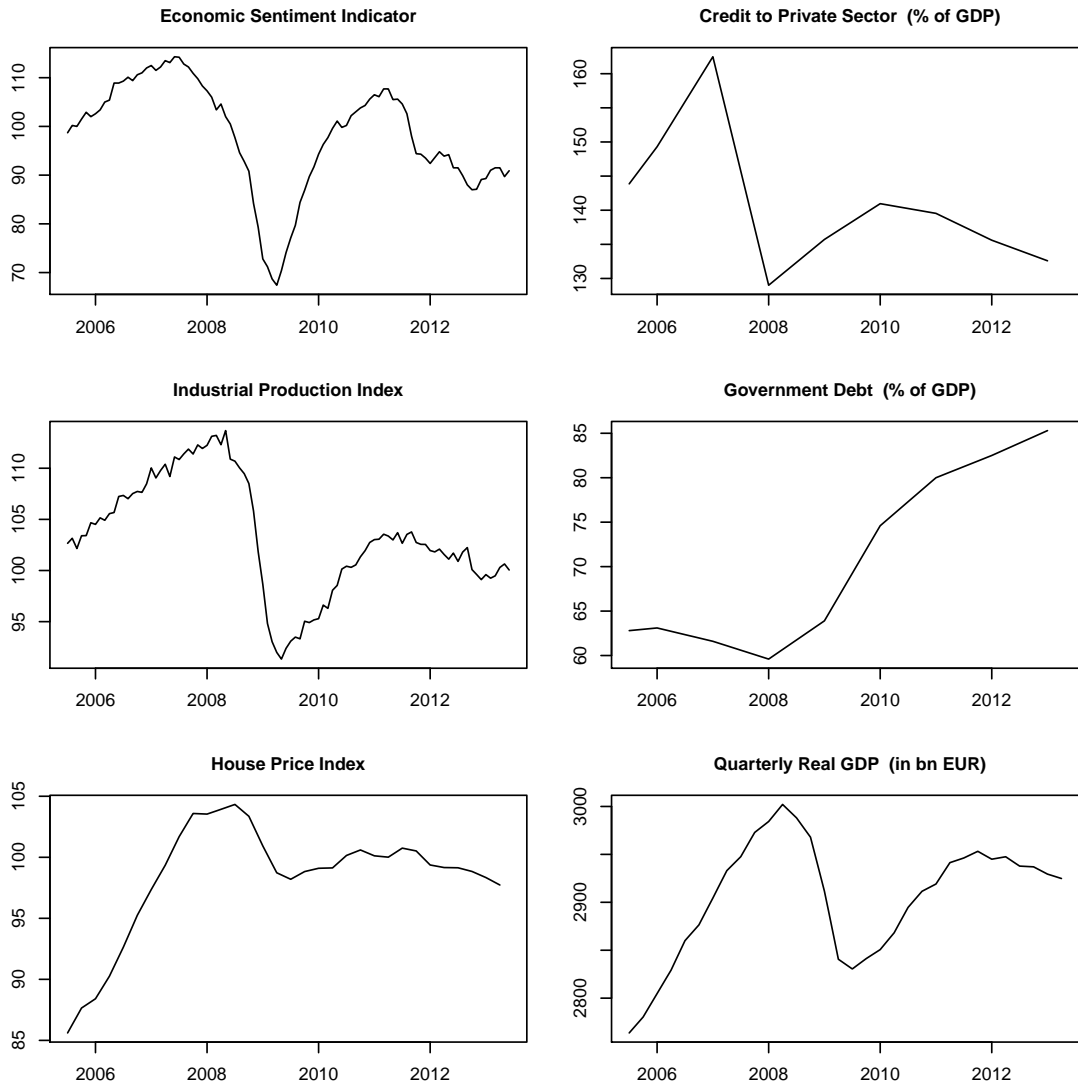 Economic Sentiment Indicator
110
100
90
80
70
2006 2008 2010 2012
Credit to Private Sector (% of GDP)
160
150
140
130
2006 2008 2010 2012
Industrial Production Index
110
105
100
95
2006 2008 2010 2012
Government Debt (% of GDP)
85
80
75
70
65
60
2006 2008 2010 2012
House Price Index
105
100
95
90
85
2006 2008 2010 2012
Quarterly Real GDP (in bn EUR)
3000
2900
2800
2006 2008 2010 2012